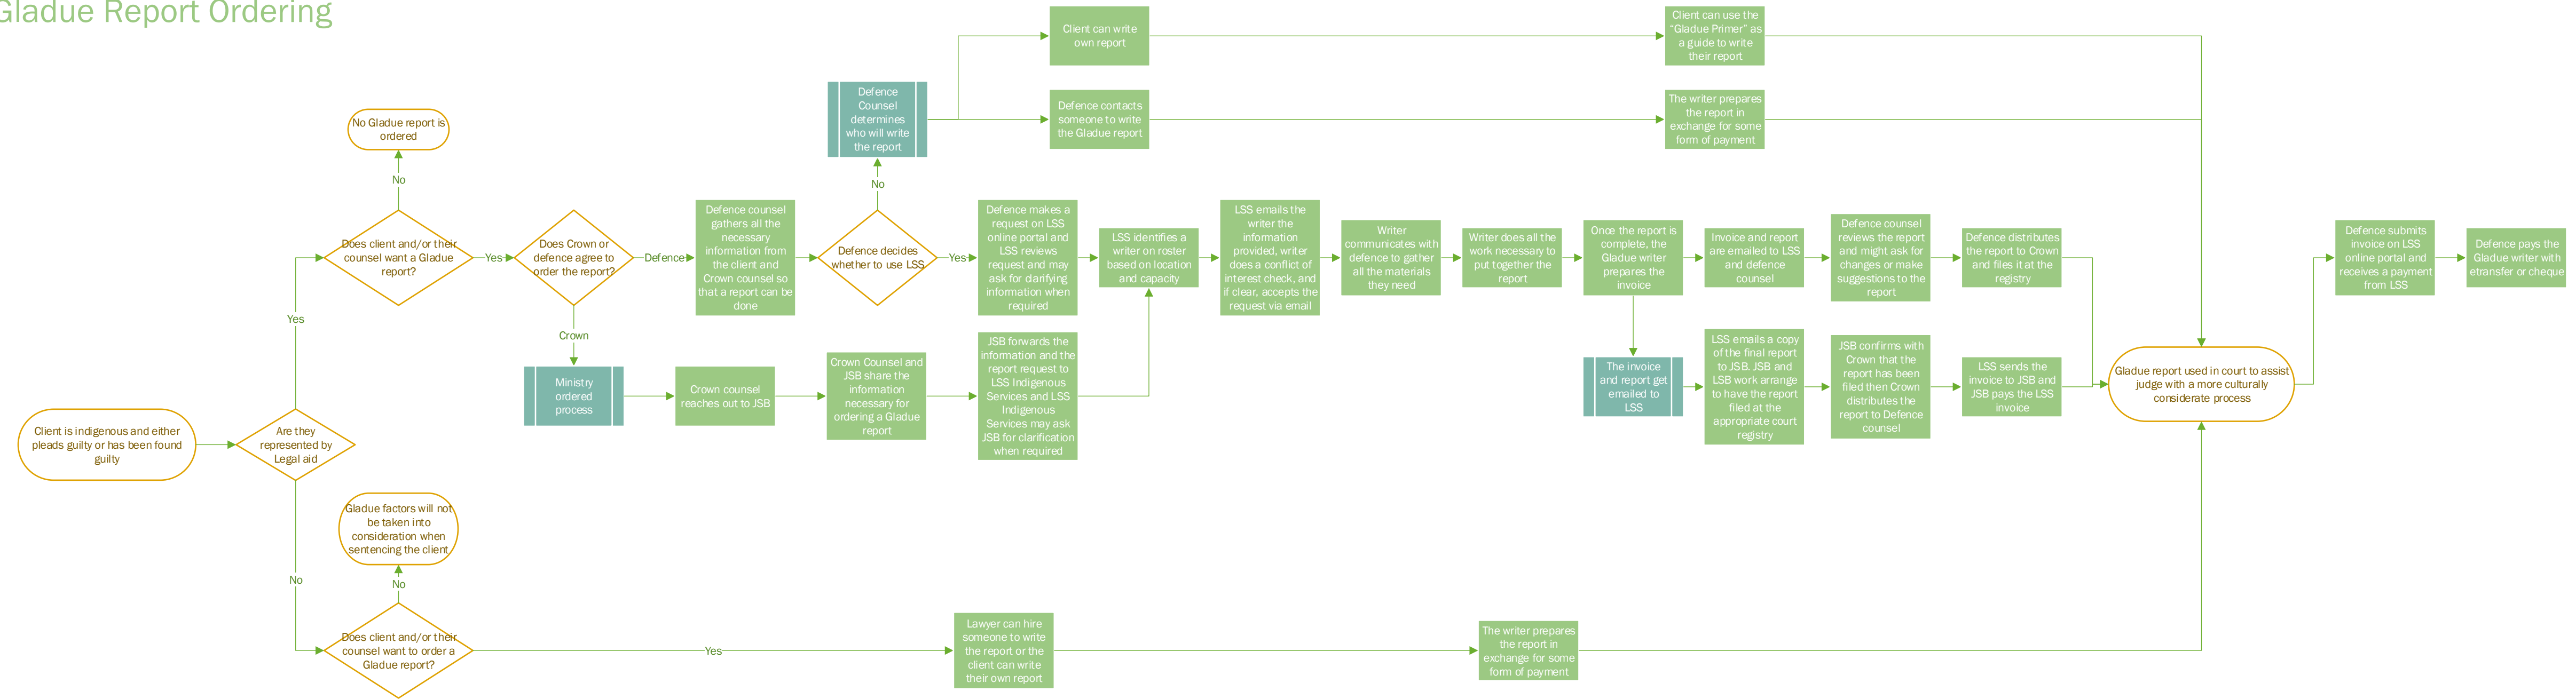 Gladue Report Ordering
Client can write
own report
Client can use the
“Gladue Primer” as
a guide to write
their report
Defence
Counsel
determines
who will write
the report
Defence contacts
someone to write
the Gladue report
The writer prepares
the report in
exchange for some
form of payment
No Gladue report is
ordered
No
No
Does client and/or their
counsel want a Gladue
report?
Yes
Does Crown or
defence agree to
order the report?
Defence
Defence counsel
gathers all the
necessary
information from
the client and
Crown counsel so
that a report can be
done
Defence decides
whether to use LSS
Yes
Defence makes a
request on LSS
online portal and
LSS reviews
request and may
ask for clarifying
information when
required
LSS identifies a
writer on roster
based on location
and capacity
LSS emails the
writer the
information
provided, writer
does a conflict of
interest check, and
if clear, accepts the
request via email
Writer
communicates with
defence to gather
all the materials
they need
Writer does all the
work necessary to
put together the
report
Once the report is
complete, the
Gladue writer
prepares the
invoice
Invoice and report
are emailed to LSS
and defence
counsel
Defence counsel
reviews the report
and might ask for
changes or make
suggestions to the
report
Defence distributes
the report to Crown
and files it at the
registry
Defence submits
invoice on LSS
online portal and
receives a payment
from LSS
Defence pays the
Gladue writer with
etransfer or cheque
Yes
Crown
Ministry
ordered
process
Crown counsel
reaches out to JSB
Crown Counsel and
JSB share the
information
necessary for
ordering a Gladue
report
JSB forwards the
information and the
report request to
LSS Indigenous
Services and LSS
Indigenous
Services may ask
JSB for clarification
when required
The invoice
and report get
emailed to
LSS
LSS emails a copy
of the final report
to JSB. JSB and
LSB work arrange
to have the report
filed at the
appropriate court
registry
JSB confirms with
Crown that the
report has been
filed then Crown
distributes the
report to Defence
counsel
LSS sends the
invoice to JSB and
JSB pays the LSS
invoice
Gladue report used in court to assist
judge with a more culturally
considerate process
Client is indigenous and either
pleads guilty or has been found
guilty
Are they
represented by
Legal aid
Gladue factors will not
be taken into
consideration when
sentencing the client
No
No
Does client and/or their
counsel want to order a
Gladue report?
Yes
Lawyer can hire
someone to write
the report or the
client can write
their own report
The writer prepares
the report in
exchange for some
form of payment